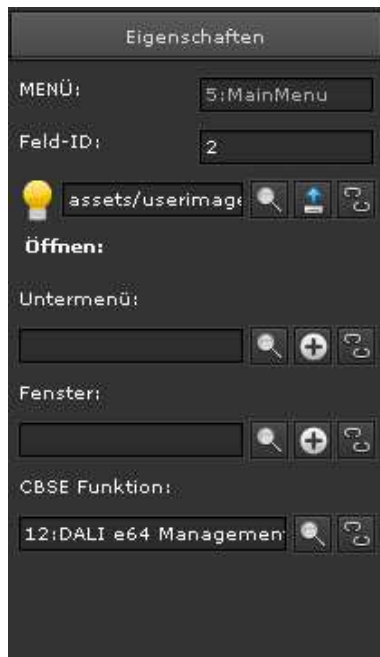 Eigenschaften
MENÜ: 5:MainMenu
Feld-ID: 2
assets/userimage
Öffnen:
Untermenü:
Fenster:
CBSE Funktion:
12:DALI e64 Managemen